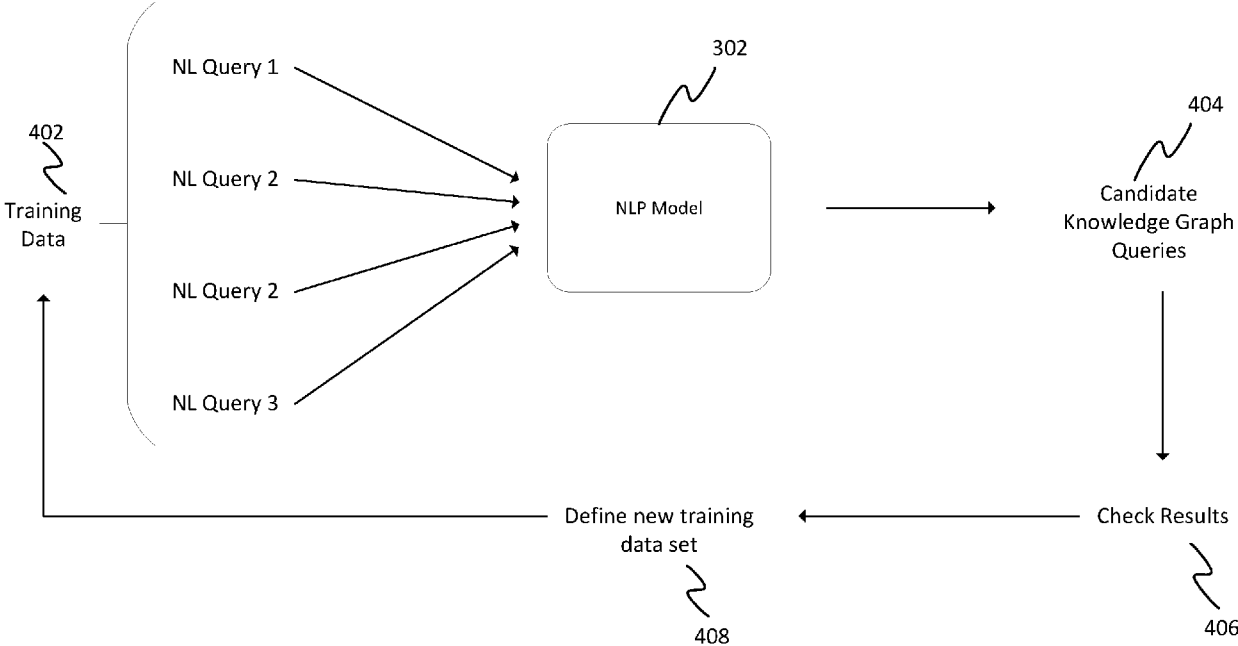 NL Query 1
302
404
402
NL Query 2
NLP Model
Candidate
Knowledge Graph
Queries
Training
Data
NL Query 2
NL Query 3
Define new training
data set
Check Results
408
406